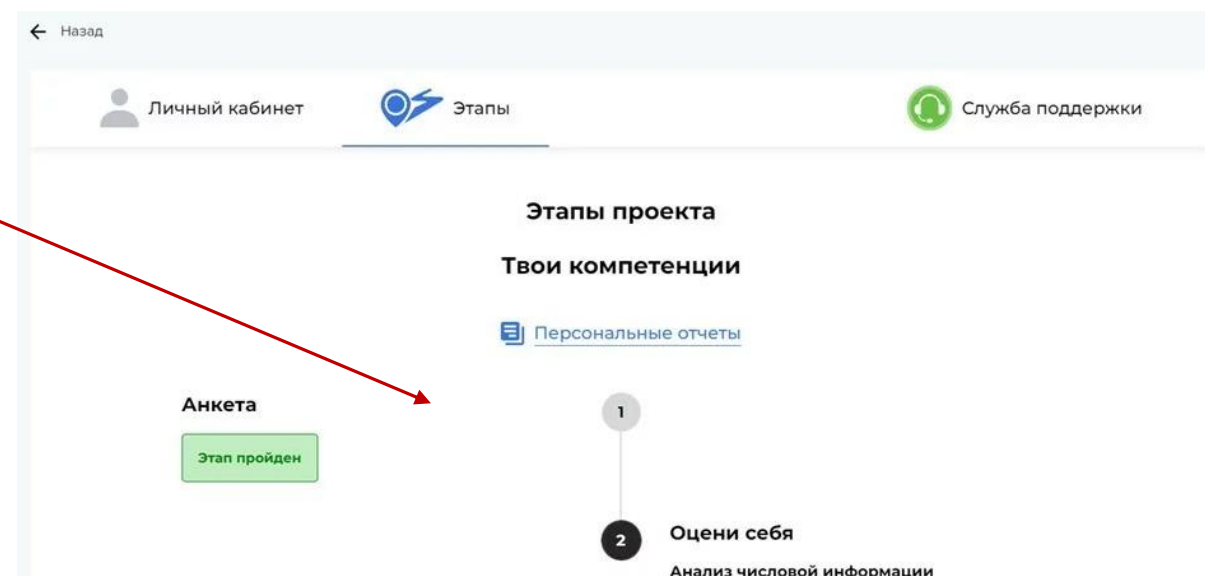 Назад
Личный кабинет
Этапы
Служба поддержки
Этапы проекта
Твои компетенции
Персональные отчеты
Анкета
1
Этап пройден
2
Оцени себя
Анализ числовой информации